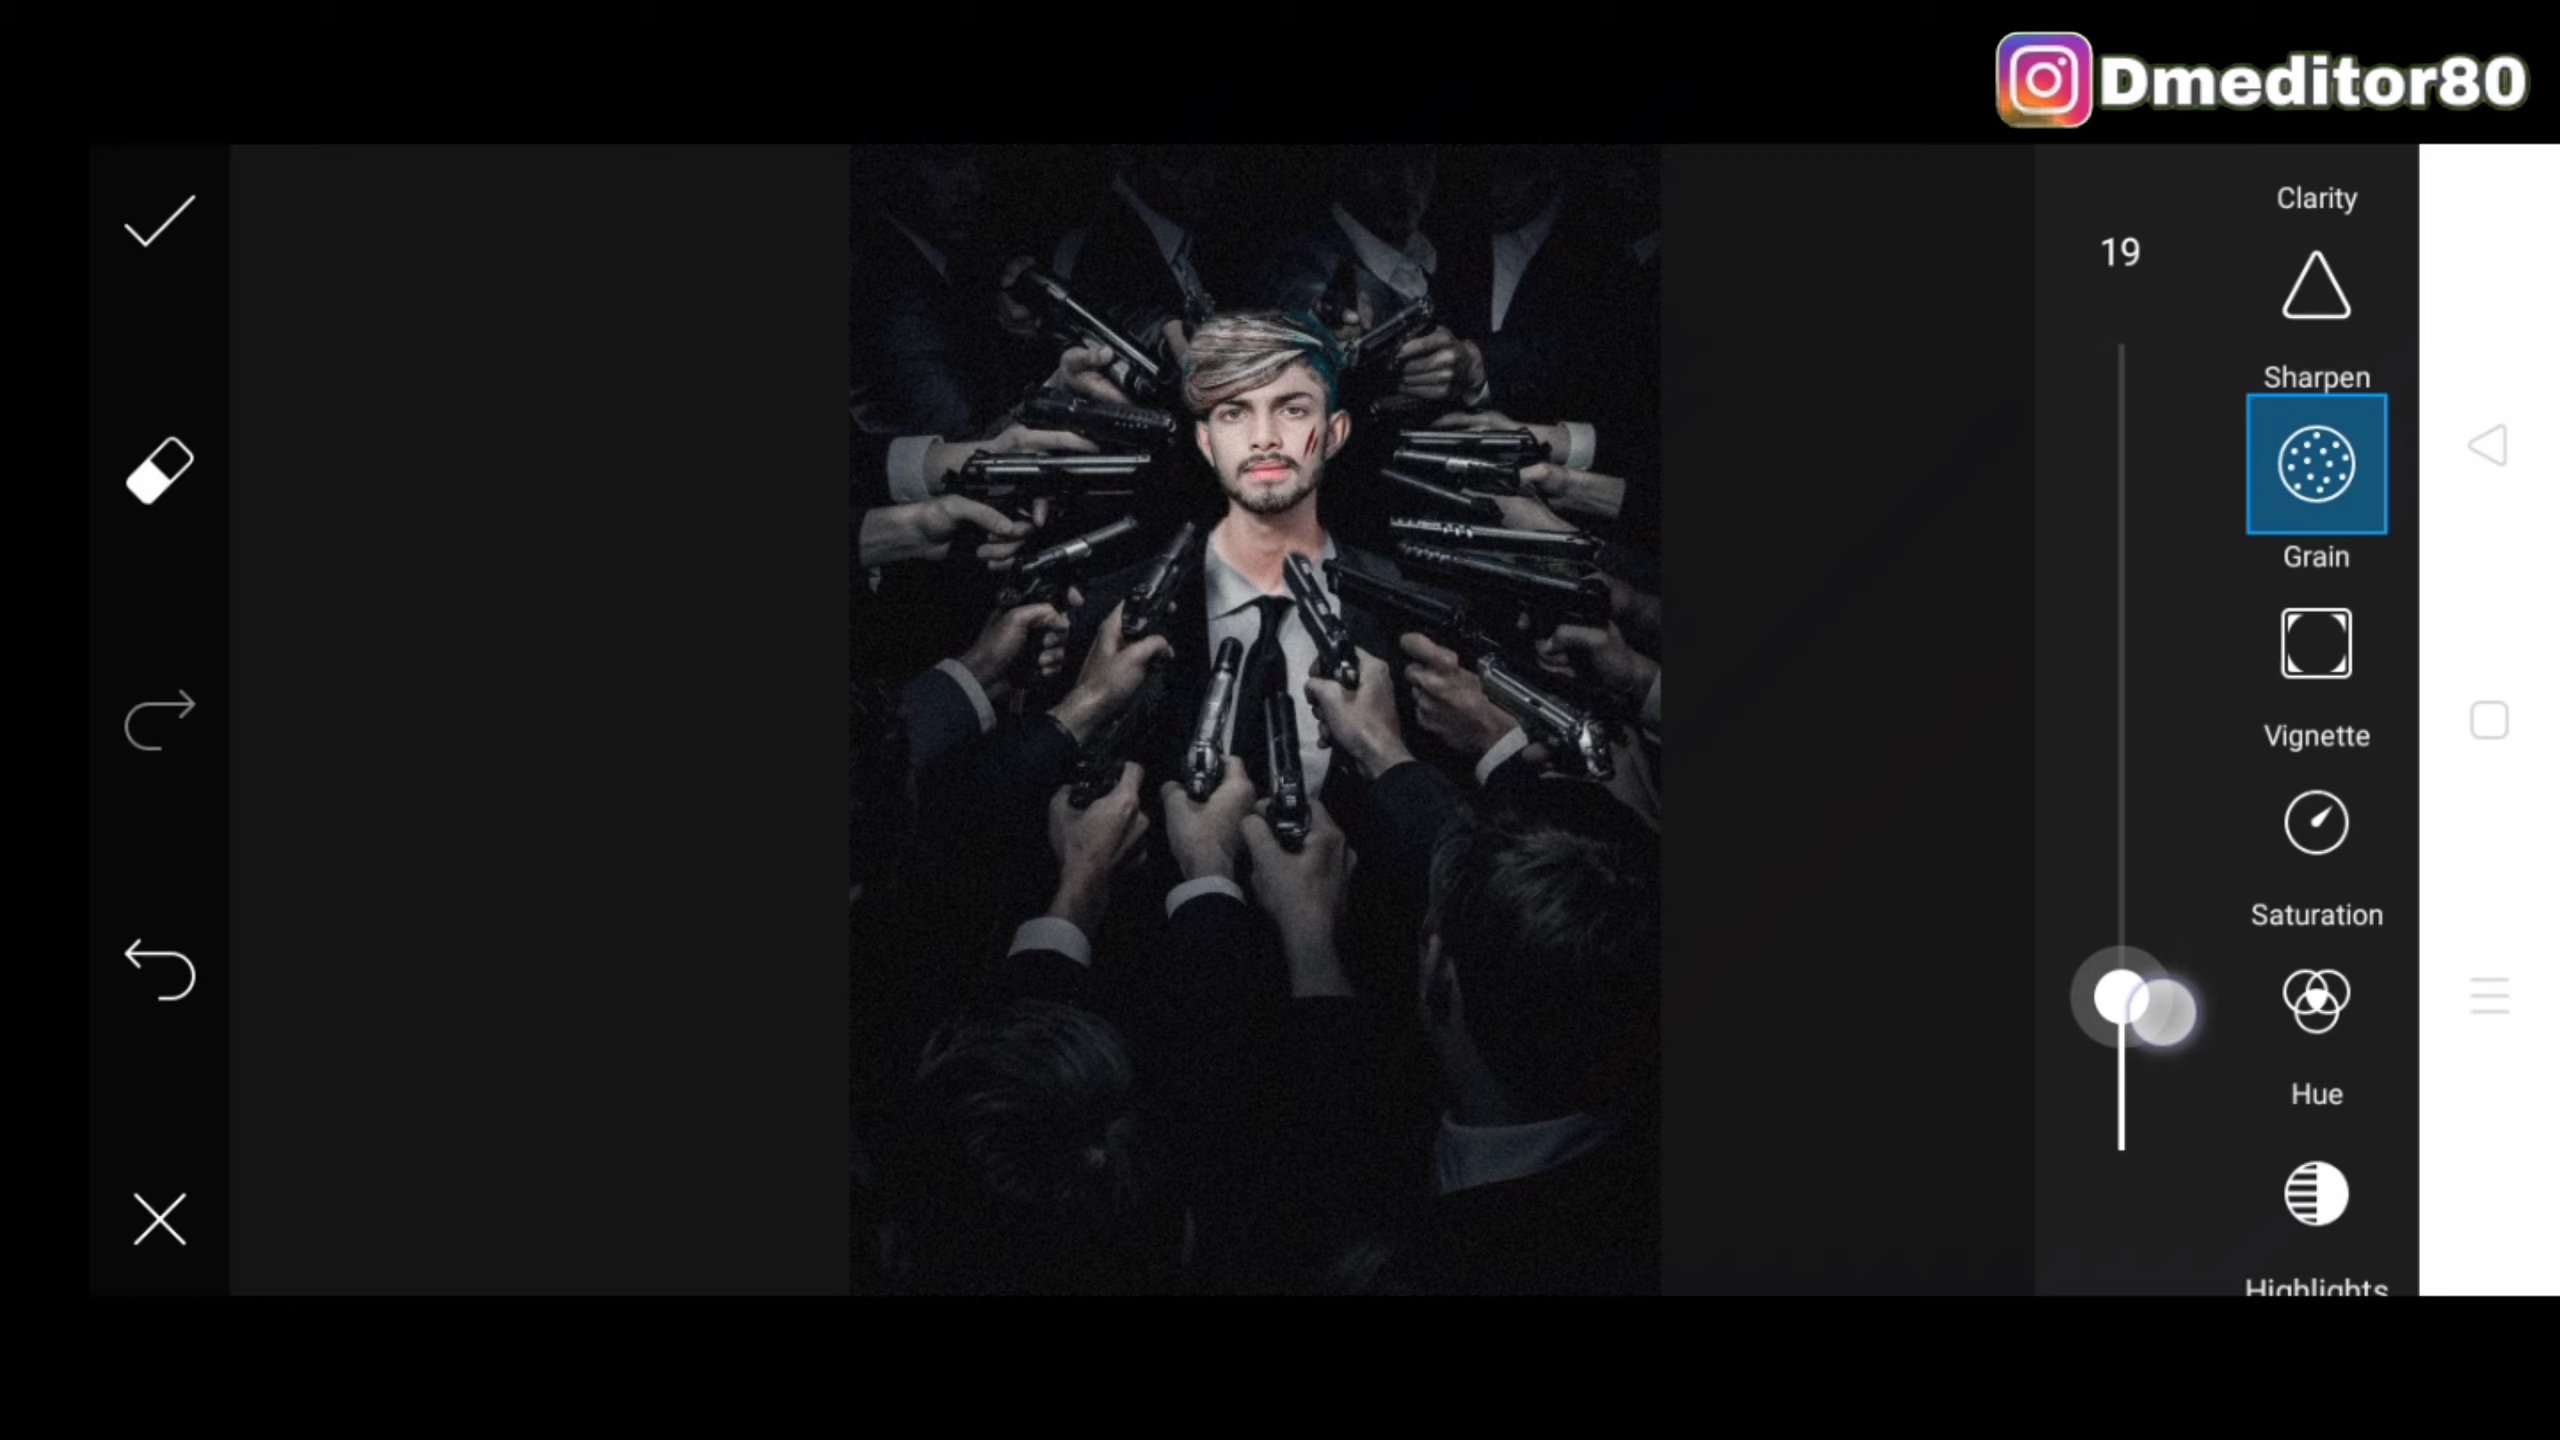 Dmeditor80
Clarity
19
Sharpen
Grain
Vignette
Saturation
Hue
Highlights